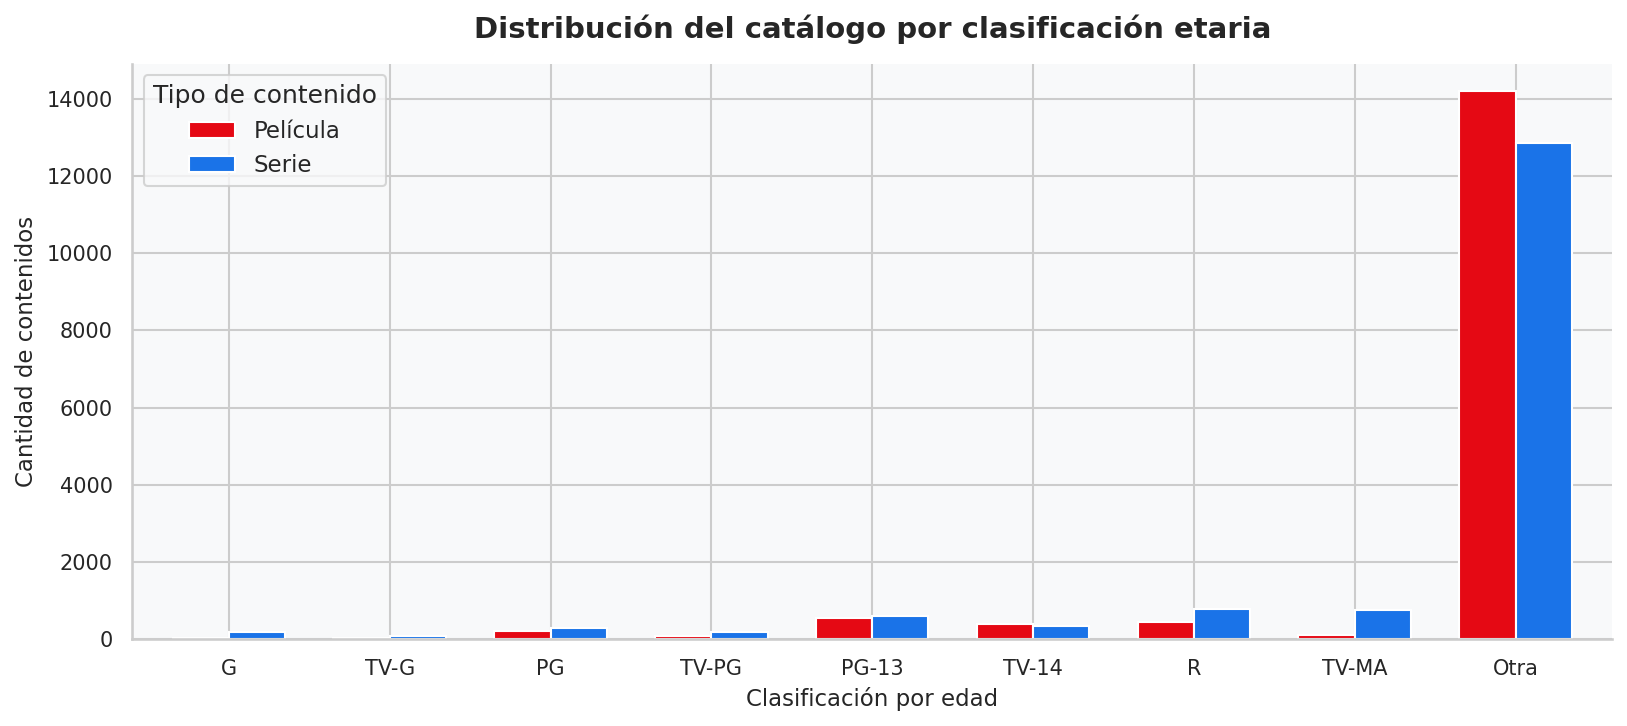 Distribución del catálogo por clasificación etaria
Tipo de contenido
Película
Serie
Cantidad de contenidos
14000
12000
10000
8000
6000
4000
2000
0
G TV-G PG TV-PG PG-13 TV-14 R TV-MA Otra
Clasificación por edad